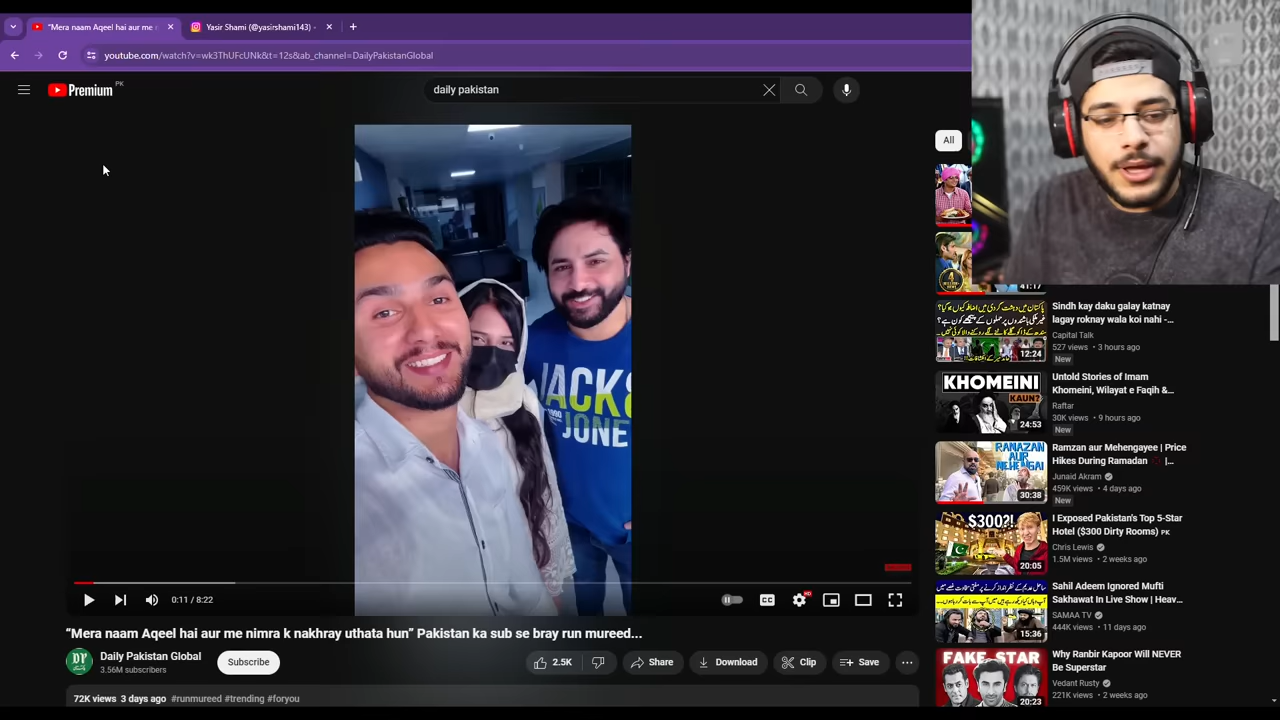 "Mera naam Aqeel hai aur me n
Yasir Shami (@yasirshami143) •
youtube.com/watch?v=wk3ThUFcUNk&t=12s&ab_channel=DailyPakistanGlobal
Premium PK
daily pakistan
All
JACK&
1990
JONE
41:17
12:24
Sindh kay daku galay katnay
lagay roknay wala koi nahi -...
Capital Talk
527 views • 3 hours ago
New
KHOMEINI
KAUN?
24:53
Untold Stories of Imam
Khomeini, Wilayat e Faqih &...
Raftar
30K views • 9 hours ago
New
RAMZAN
AUR
MEHENGAI
30:38
Ramzan aur Mehengayee | Price
Hikes During Ramadan |...
Junaid Akram
459K views • 4 days ago
New
$300?!
20:05
I Exposed Pakistan's Top 5-Star
Hotel ($300 Dirty Rooms) PK
Chris Lewis
1.5M views • 2 weeks ago
15:36
Sahil Adeem Ignored Mufti
Sakhawat In Live Show | Heav...
SAMAA TV
444K views • 11 days ago
FAKE STAR
20:23
Why Ranbir Kapoor Will NEVER
Be Superstar
Vedant Rusty
221K views • 2 weeks ago
0:11 / 8:22
CC
HD
“Mera naam Aqeel hai aur me nimra k nakhray uthata hun” Pakistan ka sub se bray run mureed...
DY
Daily Pakistan Global
3.56M subscribers
Subscribe
2.5K
Share
Download
Clip
Save
72K views 3 days ago #runmureed #trending #foryou